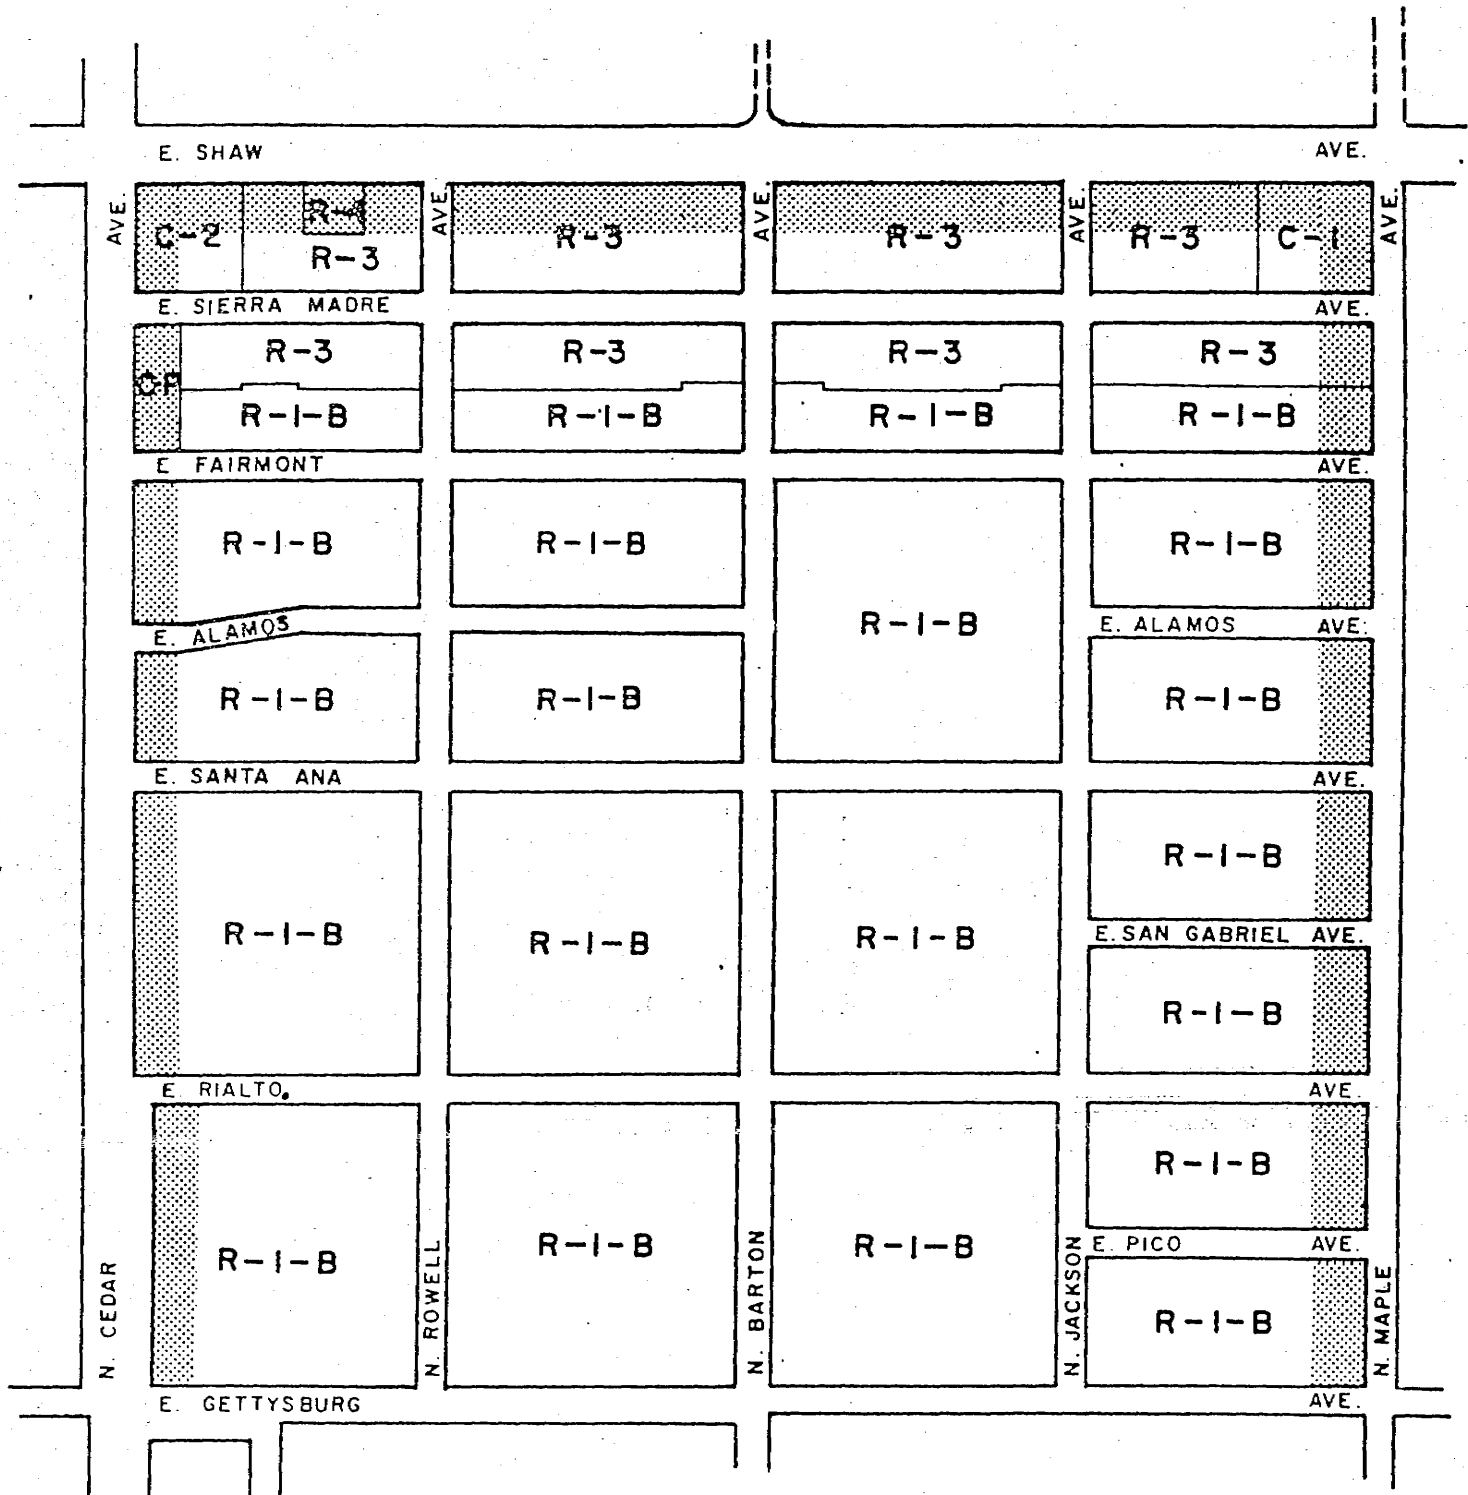 E. SHAW AVE.
AVE. AVE. AVE. AVE. AVE.
C-2 R-3 R-3 R-3 R-3 C-1
E. SIERRA MADRE AVE.
R-3 R-3 R-3 R-3
C-P
R-1-B R-1-B R-1-B R-1-B
E FAIRMONT AVE.
R-1-B R-1-B R-1-B
R-1-B
E. ALAMOS E. ALAMOS AVE.
R-1-B R-1-B R-1-B
E. SANTA ANA AVE.
R-1-B
R-1-B R-1-B R-1-B
E. SAN GABRIEL AVE.
R-1-B
E. RIALTO. AVE.
R-1-B
R-1-B R-1-B R-1-B
E. PICO AVE.
R-1-B
N. CEDAR N. ROWELL N. BARTON N. JACKSON N. MAPLE
E. GETTYSBURG AVE.